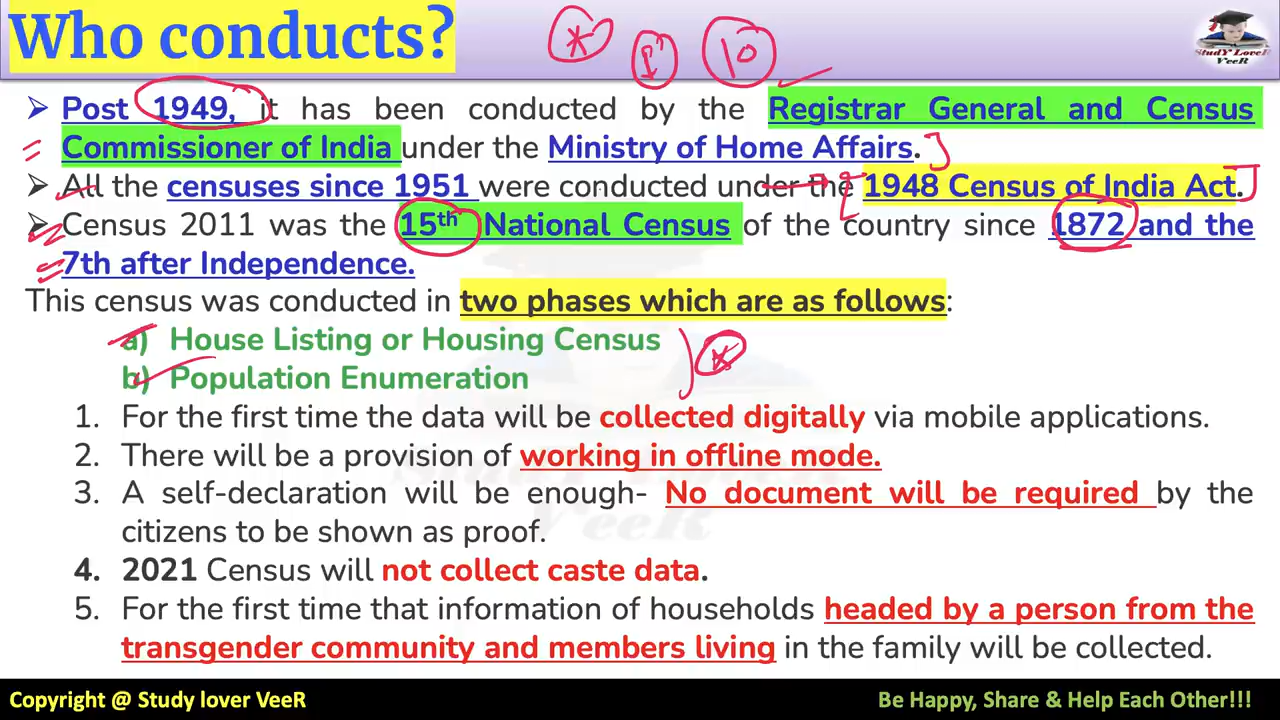 Who conducts?
* 1 10
StudY LoveR
VeeR
➢ Post 1949, it has been conducted by the Registrar General and Census
Commissioner of India under the Ministry of Home Affairs.
➢ All the censuses since 1951 were conducted under the 1948 Census of India Act.
➢ Census 2011 was the 15th National Census of the country since 1872 and the
7th after Independence.
This census was conducted in two phases which are as follows:
a) House Listing or Housing Census
b) Population Enumeration
1. For the first time the data will be collected digitally via mobile applications.
2. There will be a provision of working in offline mode.
3. A self-declaration will be enough- No document will be required by the
citizens to be shown as proof.
4. 2021 Census will not collect caste data.
5. For the first time that information of households headed by a person from the
transgender community and members living in the family will be collected.
StudY LoveR
VeeR
Copyright @ Study lover VeeR
Be Happy, Share & Help Each Other!!!